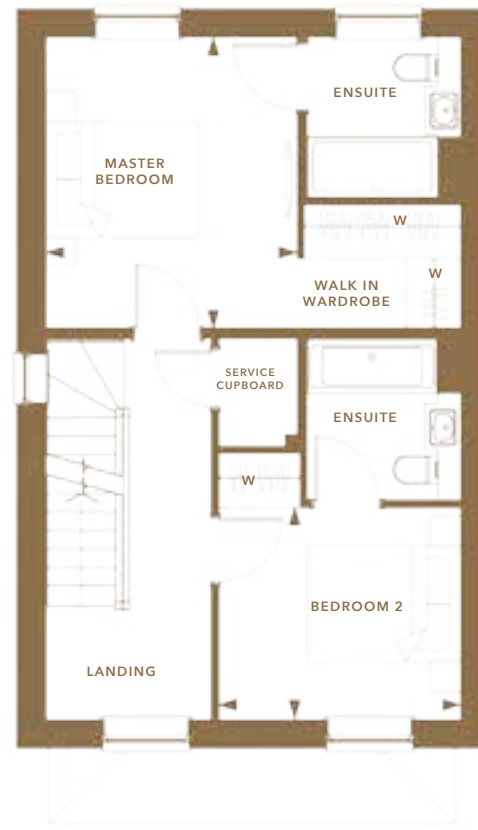 ENSUITE
MASTER
BEDROOM
W
W
WALK IN
WARDROBE
SERVICE
CUPBOARD
ENSUITE
W
BEDROOM 2
LANDING